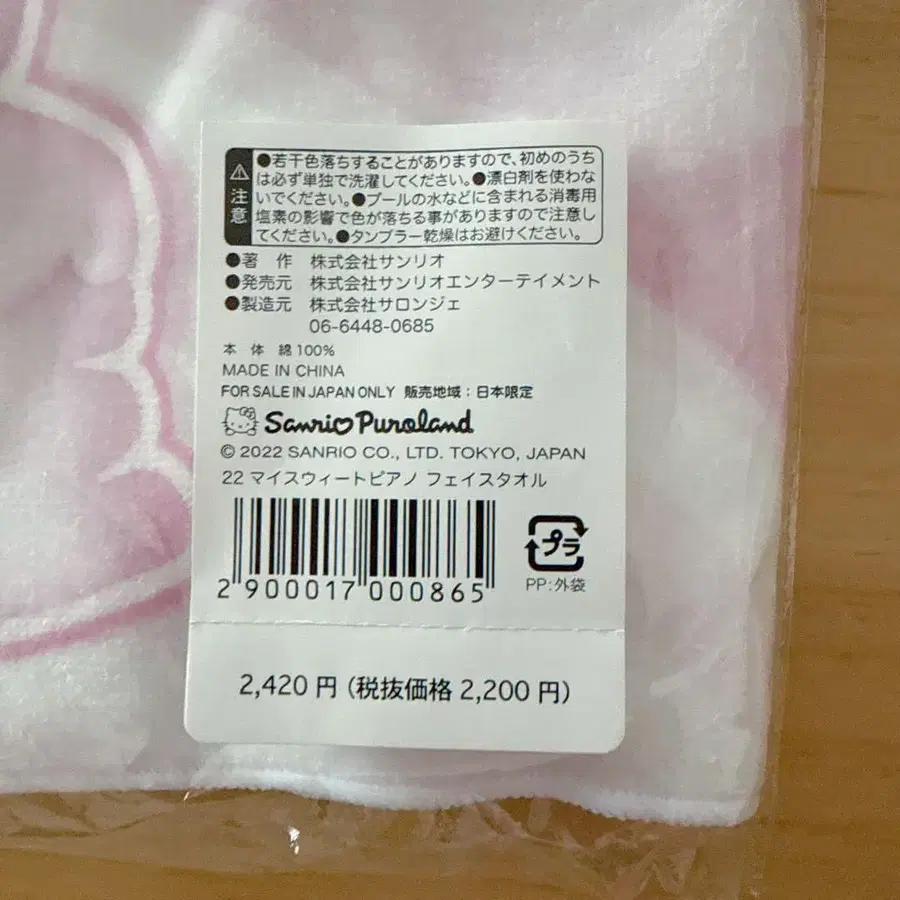 注意
●若干色落ちすることがありますので、初めのうち
は必ず単独で洗濯してください。●漂白剤を使わな
いでください。●プールの水などに含まれる消毒用
塩素の影響で色が落ちる事がありますので注意し
てください。●タンブラー乾燥はお避けください。
●著 作 株式会社サンリオ
●発売元 株式会社サンリオエンターテイメント
●製造元 株式会社サロンジェ
06-6448-0685
本 体 綿100%
MADE IN CHINA
FOR SALE IN JAPAN ONLY 販売地域:日本限定
Sanrio Puroland
© 2022 SANRIO CO., LTD. TOKYO, JAPAN
22 マイスウィートピアノ フェイスタオル
2 900017 000865
プラ
PP:外袋
2,420 円 (税抜価格 2,200 円)